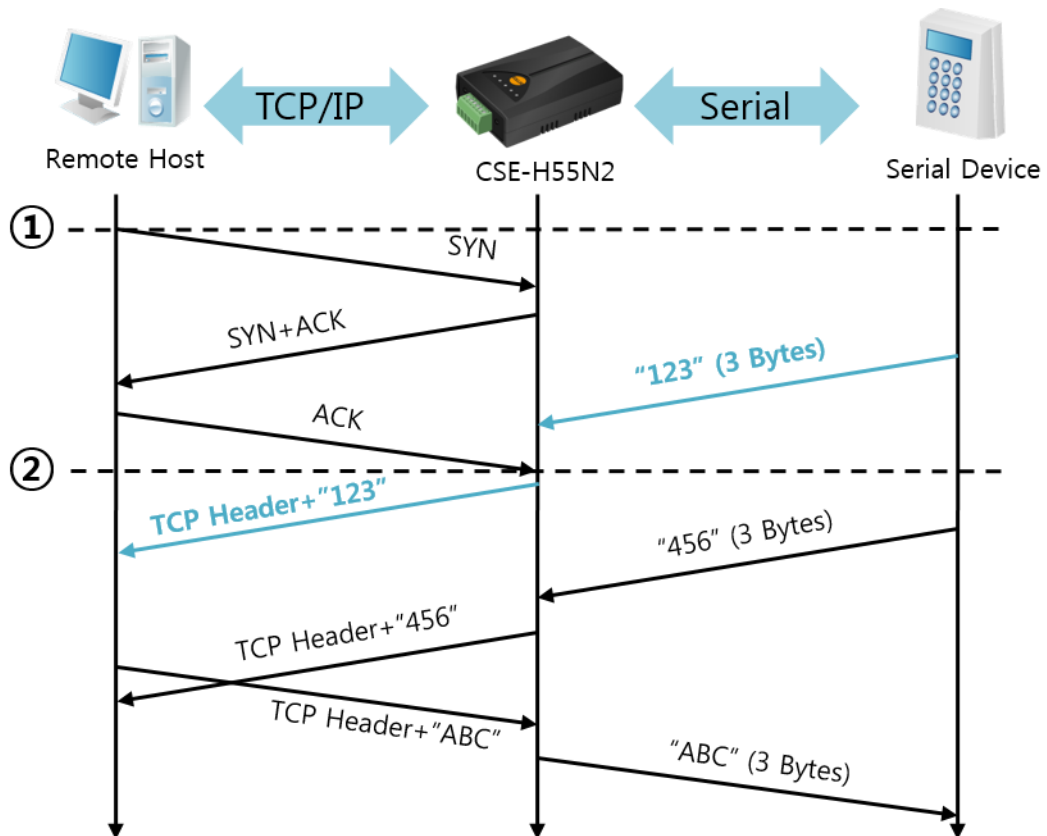 TCP/IP
Serial
Remote Host
CSE-H55N2
Serial Device
①
SYN
SYN+ACK
"123" (3 Bytes)
ACK
②
TCP Header+"123"
"456" (3 Bytes)
TCP Header+"456"
TCP Header+"ABC"
"ABC" (3 Bytes)